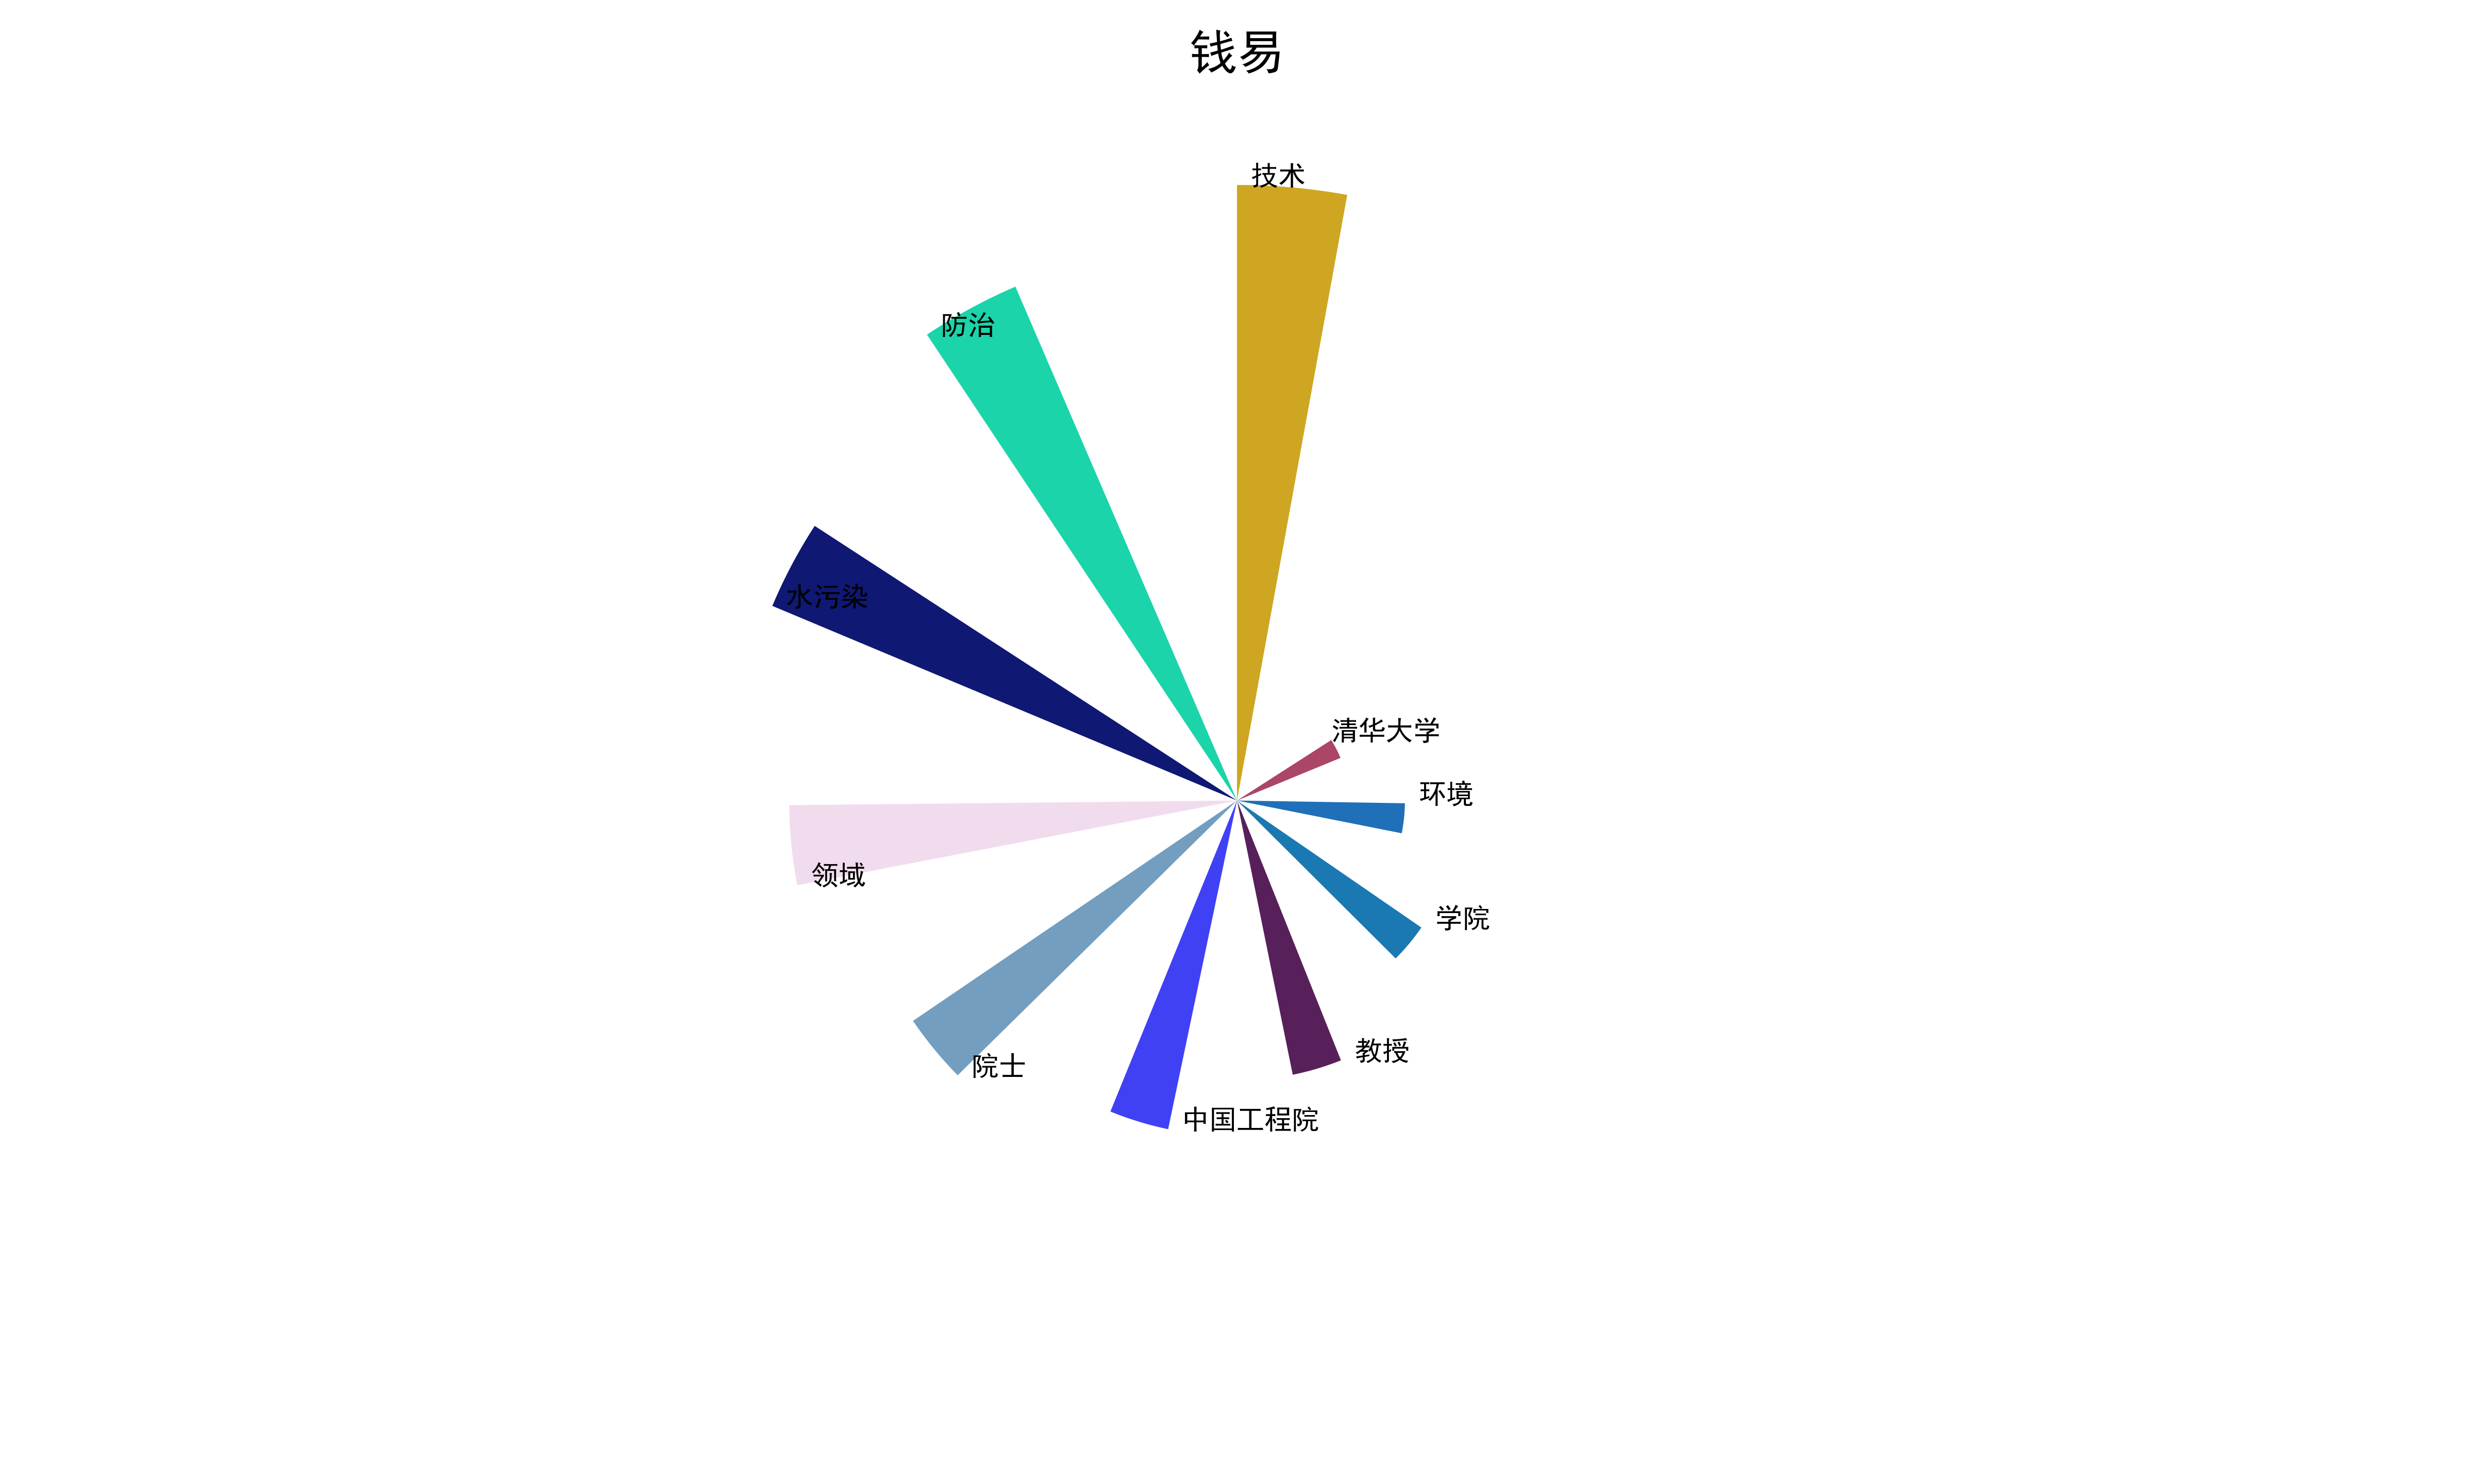 钱易
技术
防治
水污染
清华大学
环境
领域
学院
教授
院士
中国工程院